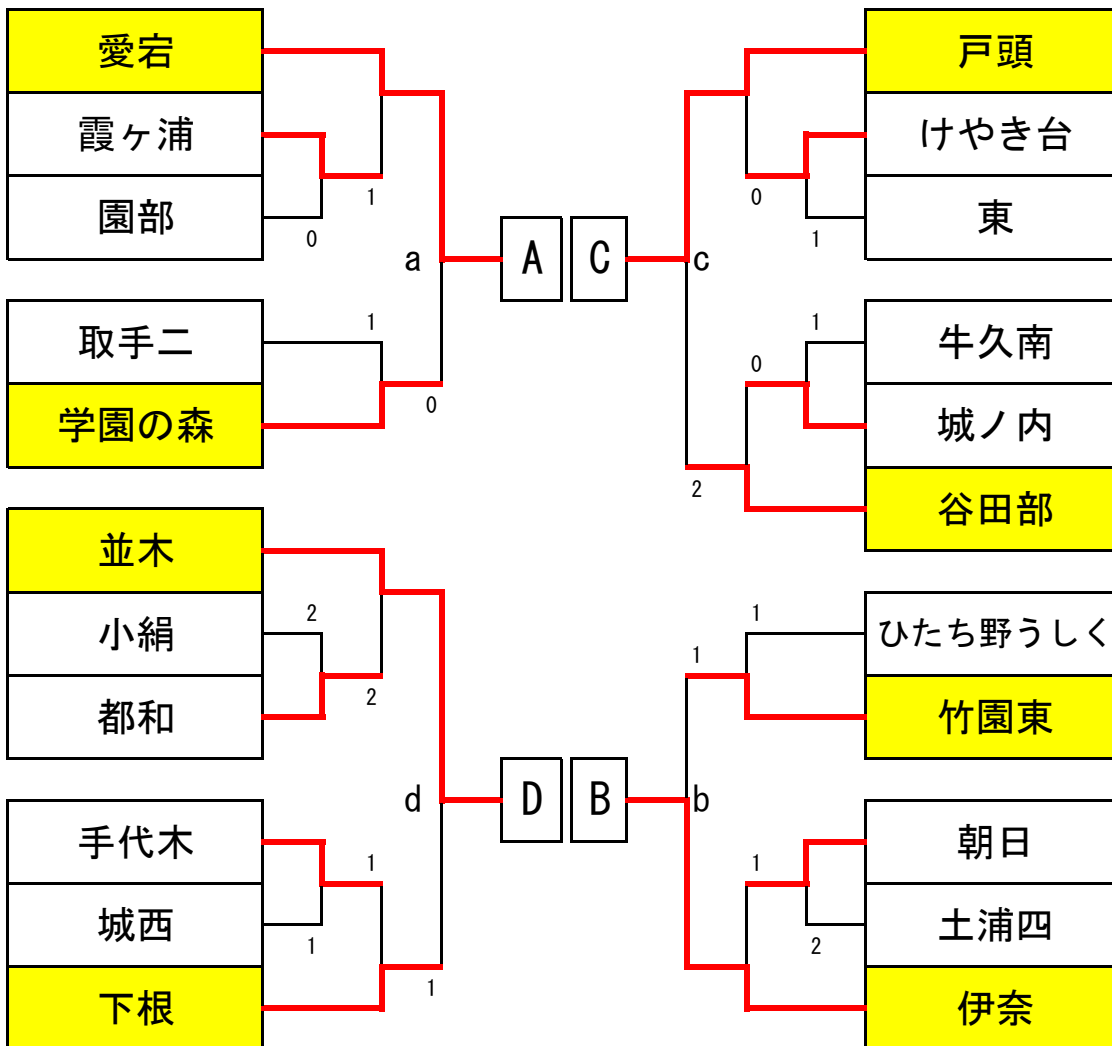 愛宕
霞ヶ浦
園部
1
0
a
取手二
学園の森
1
0
A
C
戸頭
けやき台
東
0
1
c
牛久南
城ノ内
谷田部
1
0
2
並木
小絹
都和
2
2
d
手代木
城西
下根
1
1
1
D
B
ひたち野うしく
竹園東
1
1
b
朝日
土浦四
伊奈
1
2